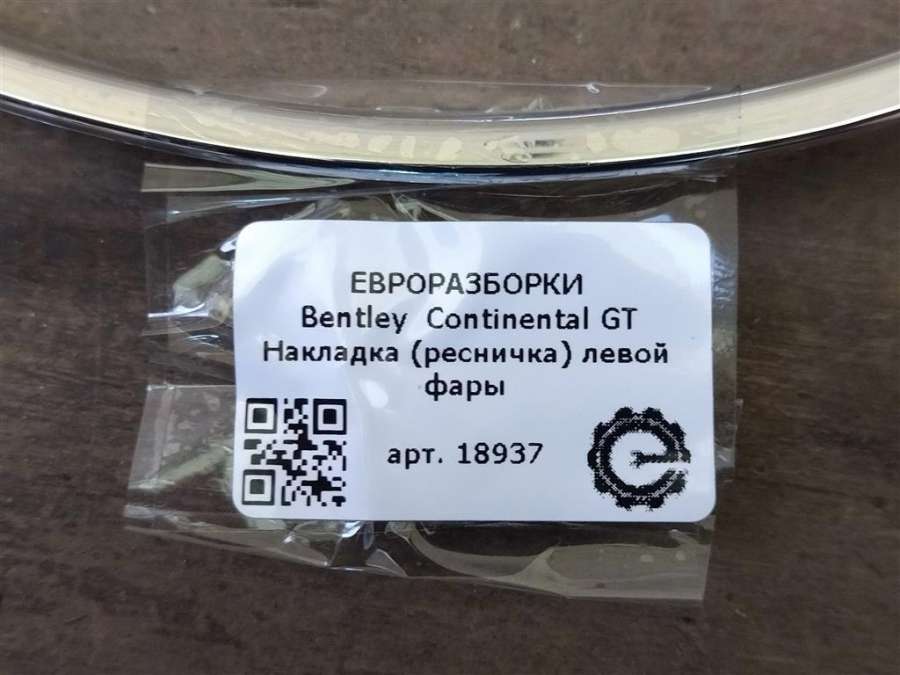 ЕВРОРАЗБОРКИ
Bentley Continental GT
Накладка (ресничка) левой
фары
арт. 18937